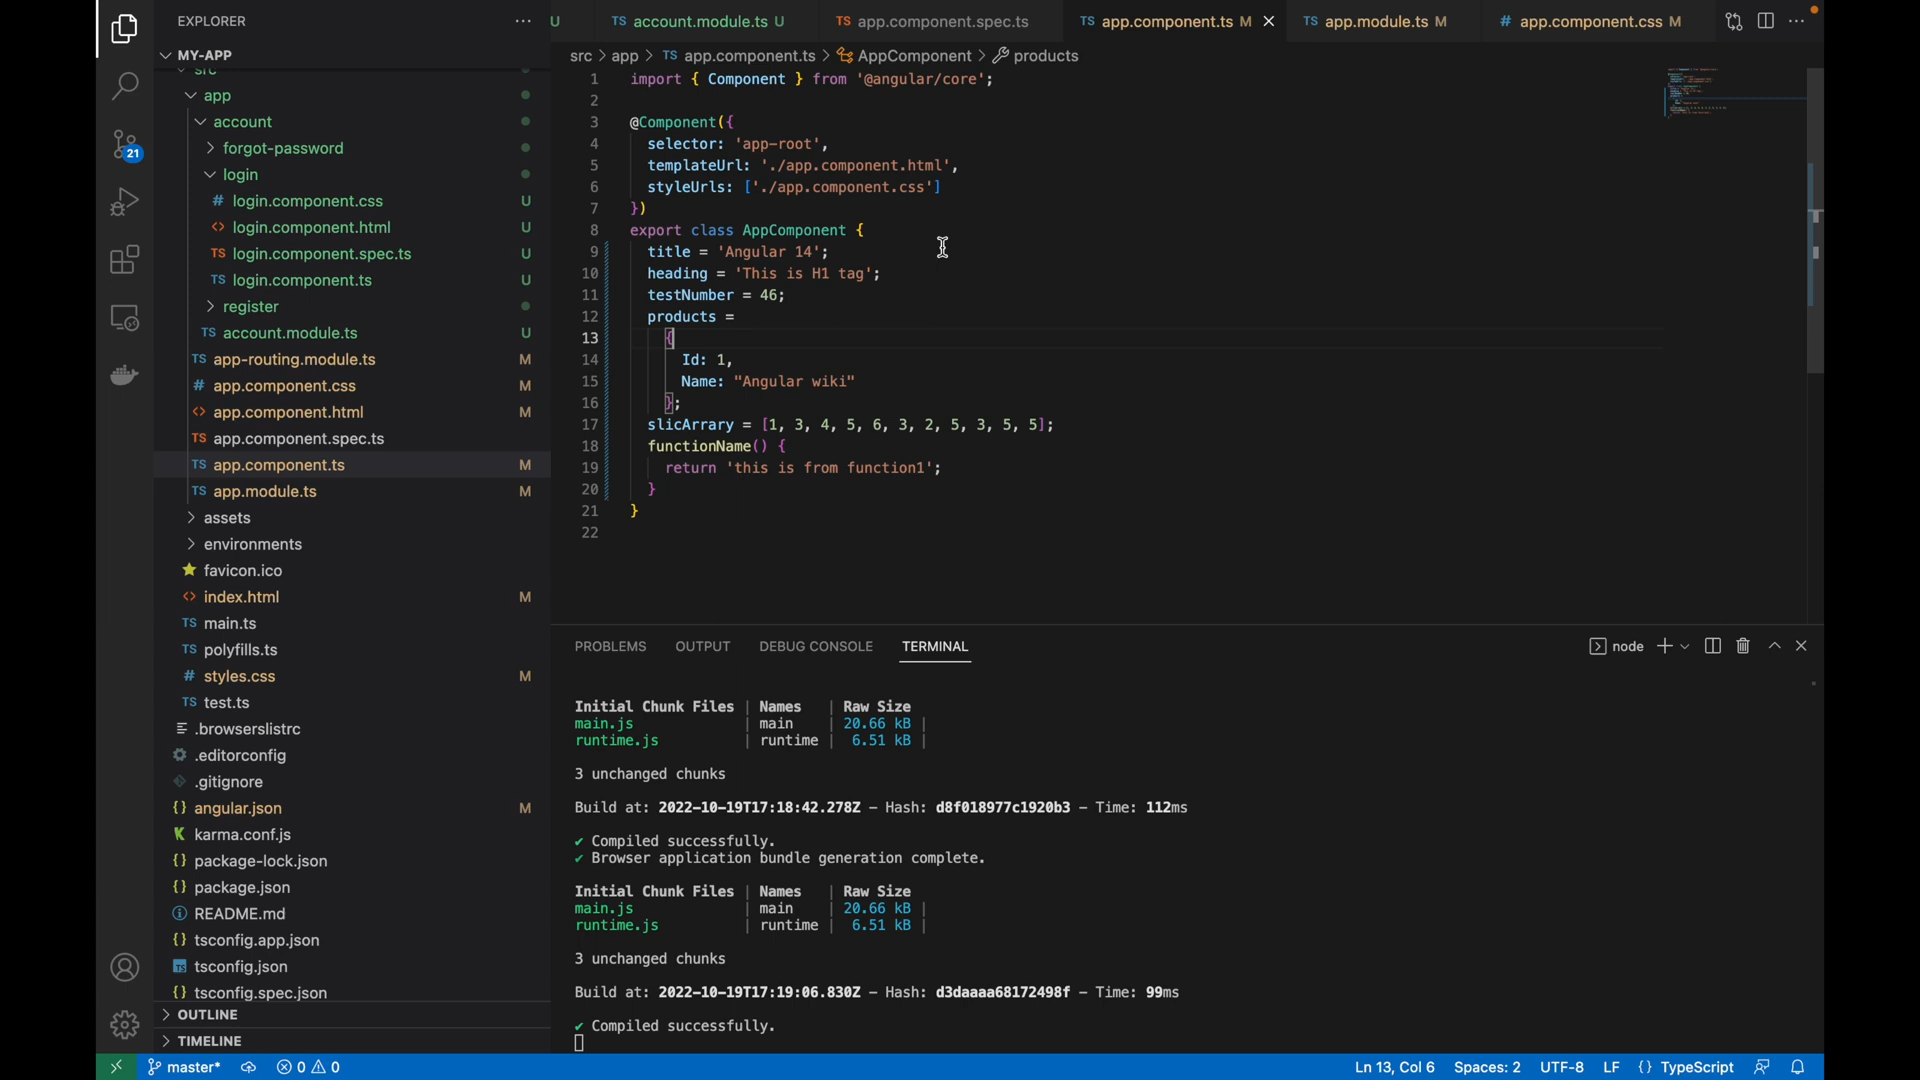 EXPLORER
MY-APP
src
app
account
forgot-password
login
login.component.css U
login.component.html U
login.component.spec.ts U
login.component.ts U
register
TS account.module.ts U
TS app-routing.module.ts M
# app.component.css M
app.component.html M
app.component.spec.ts
TS app.component.ts M
TS app.module.ts M
assets
environments
favicon.ico
index.html M
TS main.ts
TS polyfills.ts
# styles.css M
TS test.ts
.browserslistrc
.editorconfig
.gitignore
{} angular.json M
karma.conf.js
{} package-lock.json
{} package.json
README.md
{} tsconfig.app.json
tsconfig.json
{} tsconfig.spec.json
OUTLINE
TIMELINE
21
U TS account.module.ts U TS app.component.spec.ts TS app.component.ts M TS app.module.ts M # app.component.css M
src > app > TS app.component.ts > AppComponent > products
1 import { Component } from '@angular/core';
2
3 @Component({
4 selector: 'app-root',
5 templateUrl: './app.component.html',
6 styleUrls: ['./app.component.css']
7 })
8 export class AppComponent {
9 title = 'Angular 14';
10 heading = 'This is H1 tag';
11 testNumber = 46;
12 products =
13 {
14 Id: 1,
15 Name: "Angular wiki"
16 };
17 slicArrary = [1, 3, 4, 5, 6, 3, 2, 5, 3, 5, 5];
18 functionName() {
19 return 'this is from function1';
20 }
21 }
22
PROBLEMS OUTPUT DEBUG CONSOLE TERMINAL node
Initial Chunk Files | Names | Raw Size
main.js | main | 20.66 kB |
runtime.js | runtime | 6.51 kB |
3 unchanged chunks
Build at: 2022-10-19T17:18:42.278Z - Hash: d8f018977c1920b3 - Time: 112ms
✔ Compiled successfully.
✔ Browser application bundle generation complete.
Initial Chunk Files | Names | Raw Size
main.js | main | 20.66 kB |
runtime.js | runtime | 6.51 kB |
3 unchanged chunks
Build at: 2022-10-19T17:19:06.830Z - Hash: d3daaaa68172498f - Time: 99ms
✔ Compiled successfully.
master* 0 0 Ln 13, Col 6 Spaces: 2 UTF-8 LF {} TypeScript